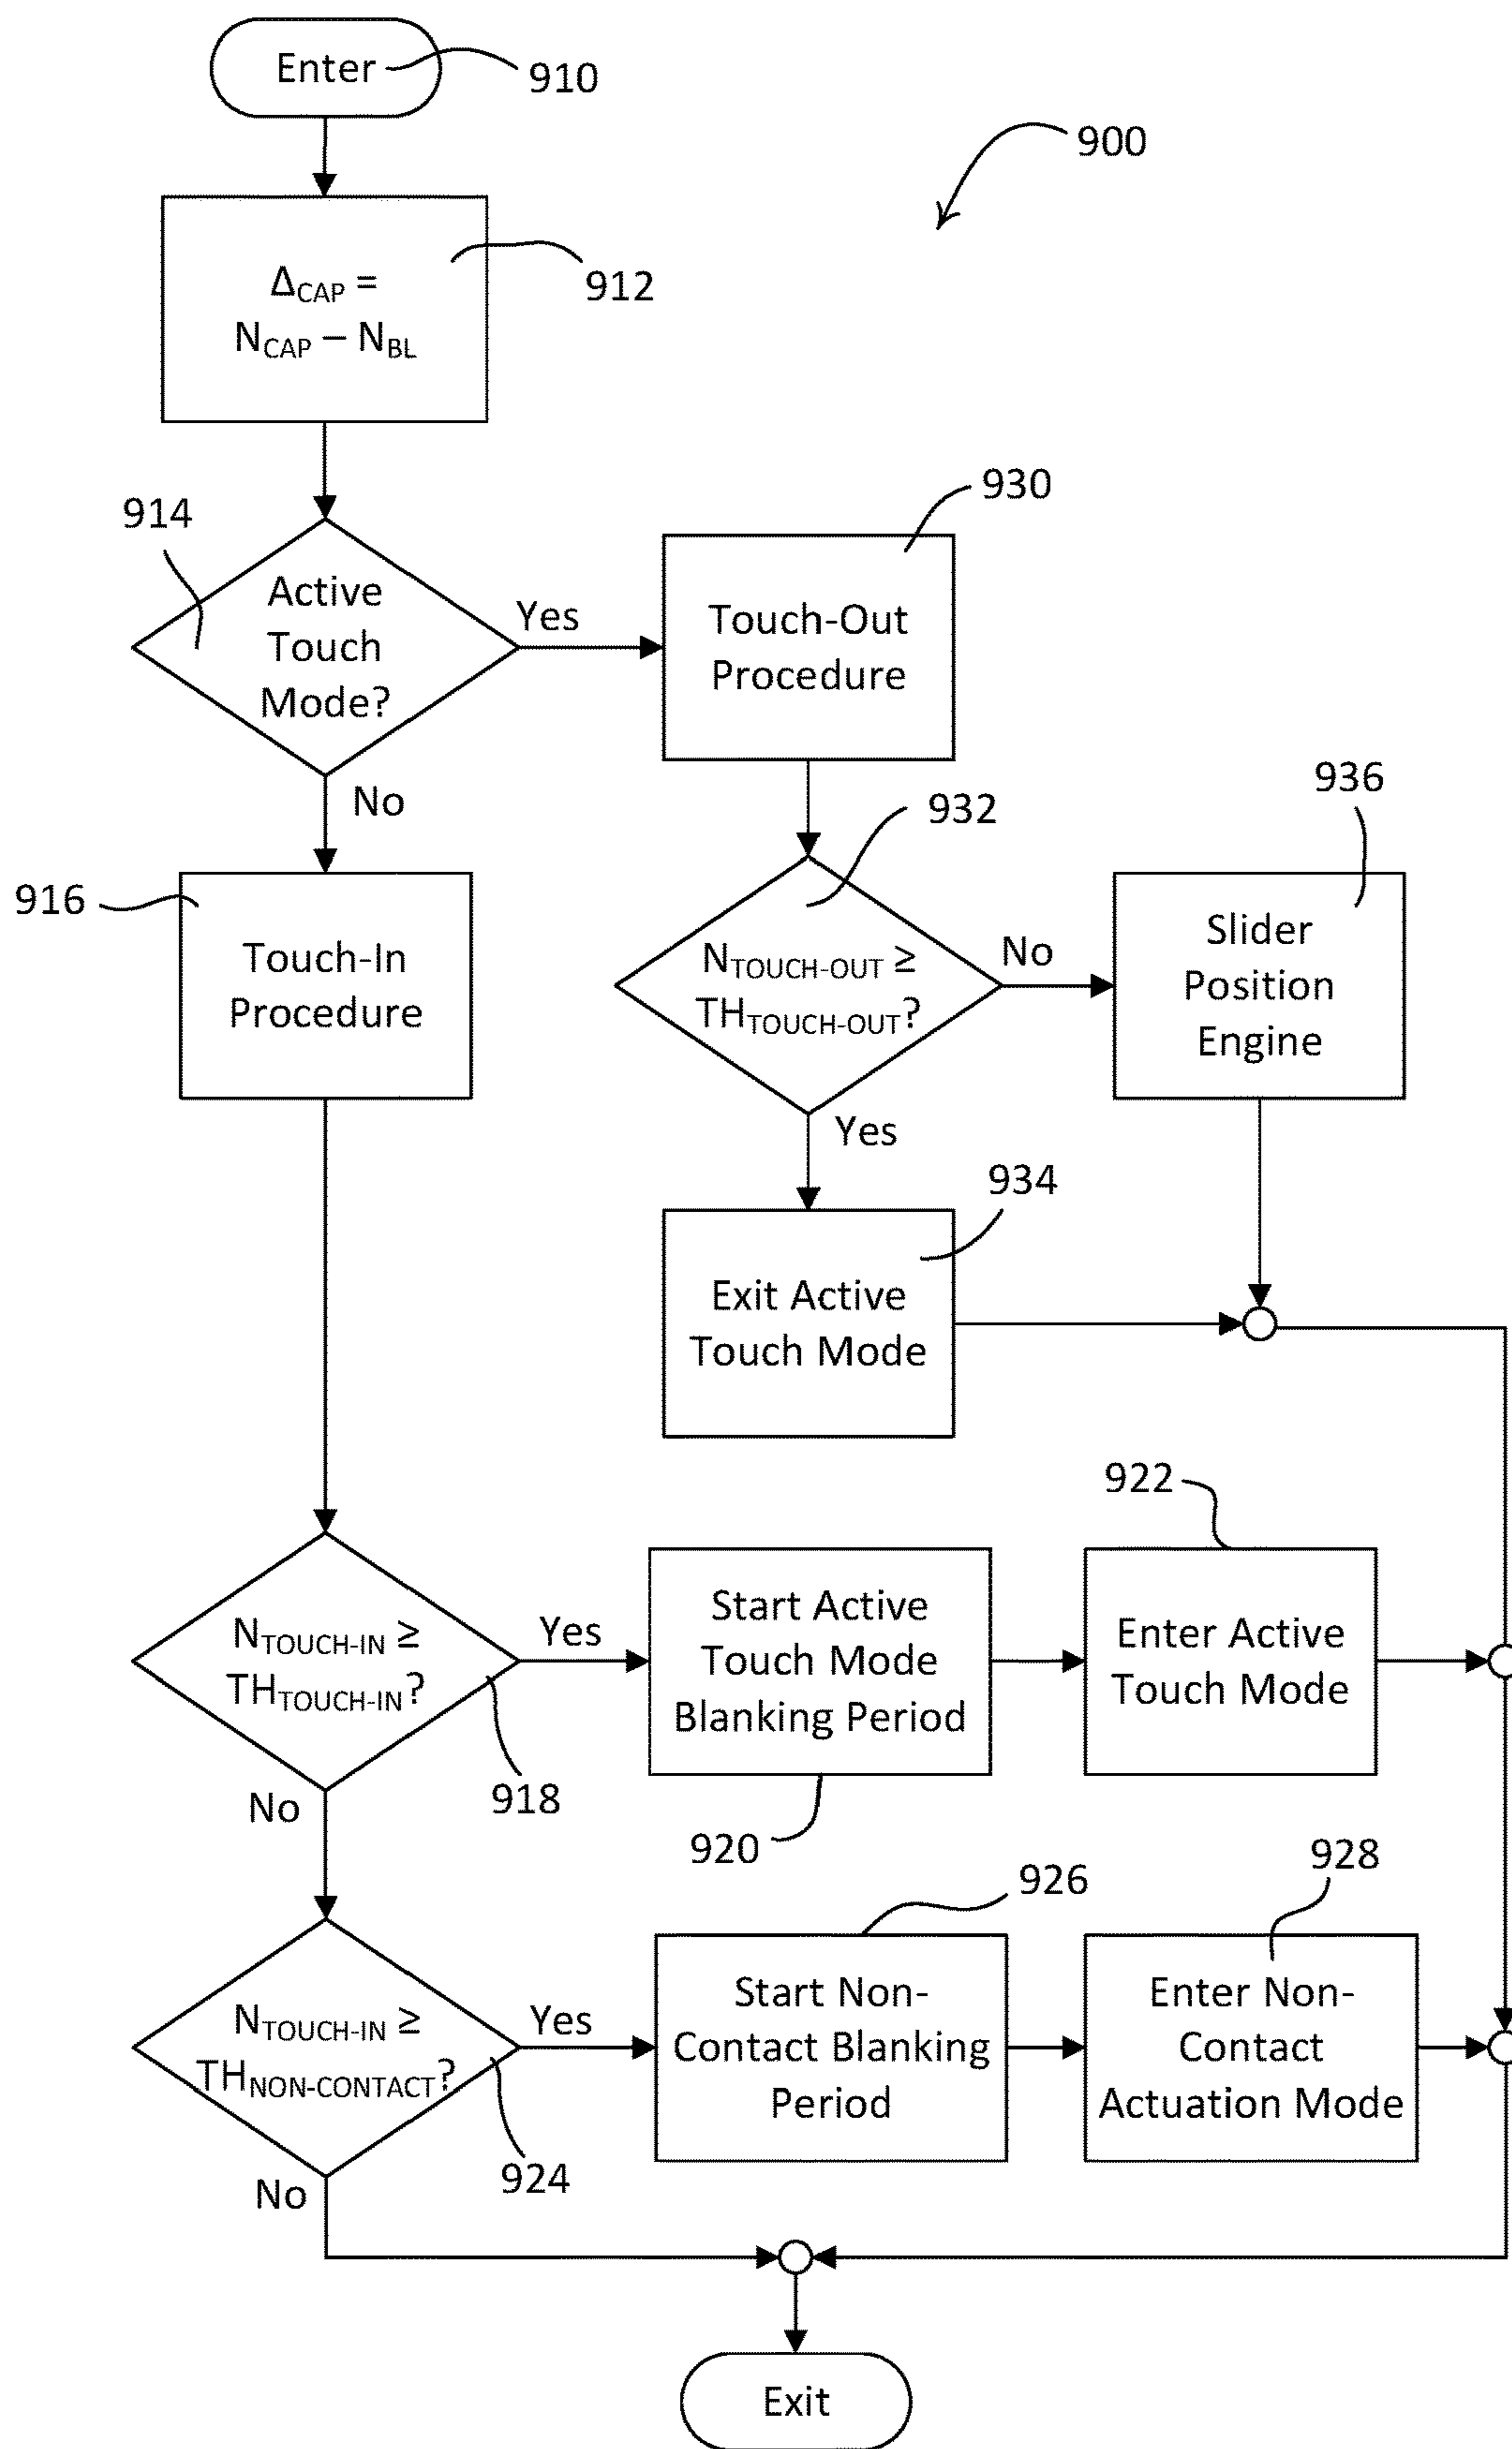 Enter
910
900
ΔCAP =
NCAP – NBL
912
914
Active
Touch
Mode?
Yes
No
930
Touch-Out
Procedure
916
Touch-In
Procedure
932
NTOUCH-OUT ≥
THTOUCH-OUT?
No
Yes
936
Slider
Position
Engine
934
Exit Active
Touch Mode
NTOUCH-IN ≥
THTOUCH-IN?
Yes
No
918
Start Active
Touch Mode
Blanking Period
920
922
Enter Active
Touch Mode
NTOUCH-IN ≥
THNON-CONTACT?
Yes
No
924
926
Start Non-
Contact Blanking
Period
928
Enter Non-
Contact
Actuation Mode
Exit